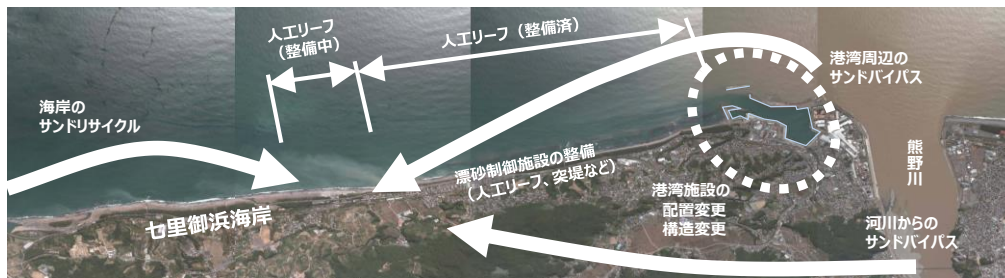 人工リーフ
（整備中）
人工リーフ（整備済）
港湾周辺の
サンドバイパス
海岸の
サンドリサイクル
漂砂制御施設の整備
（人工リーフ、突堤など）
熊野川
七里御浜海岸
港湾施設の
配置変更
構造変更
河川からの
サンドバイパス